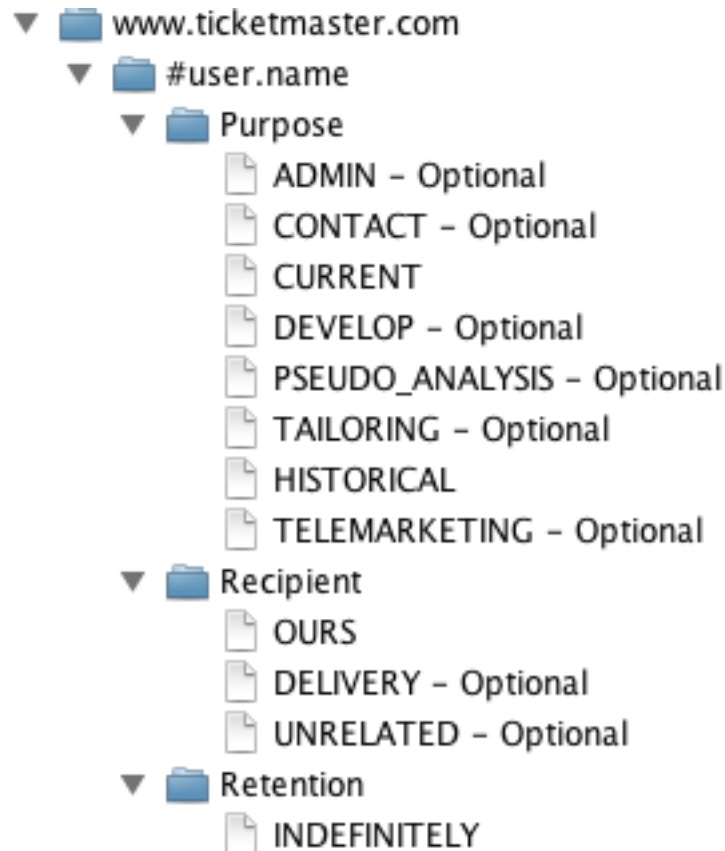 www.ticketmaster.com
#user.name
Purpose
ADMIN – Optional
CONTACT – Optional
CURRENT
DEVELOP – Optional
PSEUDO_ANALYSIS – Optional
TAILORING – Optional
HISTORICAL
TELEMARKETING – Optional
Recipient
OURS
DELIVERY – Optional
UNRELATED – Optional
Retention
INDEFINITELY